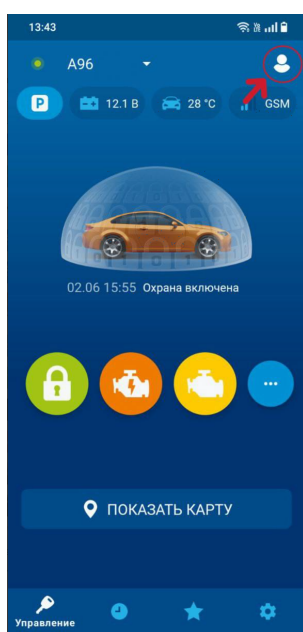 13:43
A96
P 12.1 В 28 °C GSM
02.06 15:55 Охрана включена
ПОКАЗАТЬ КАРТУ
Управление